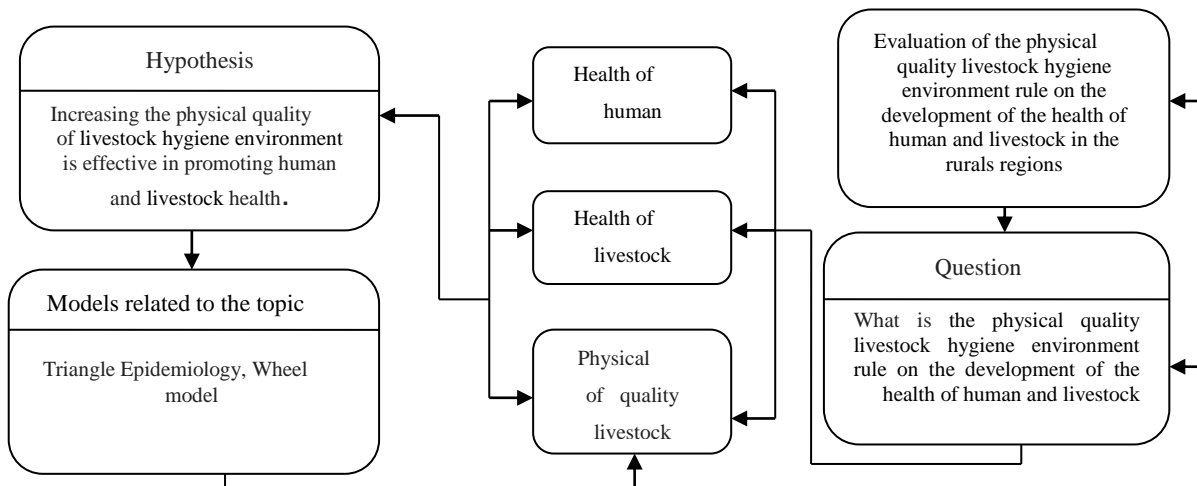 Hypothesis
Increasing the physical quality
of livestock hygiene environment
is effective in promoting human
and livestock health.
Models related to the topic
Triangle Epidemiology, Wheel
model
Health of
human
Health of
livestock
Physical
of quality
livestock
Evaluation of the physical
quality livestock hygiene
environment rule on the
development of the health of
human and livestock in the
rurals regions
Question
What is the physical quality
livestock hygiene environment
rule on the development of the
health of human and livestock